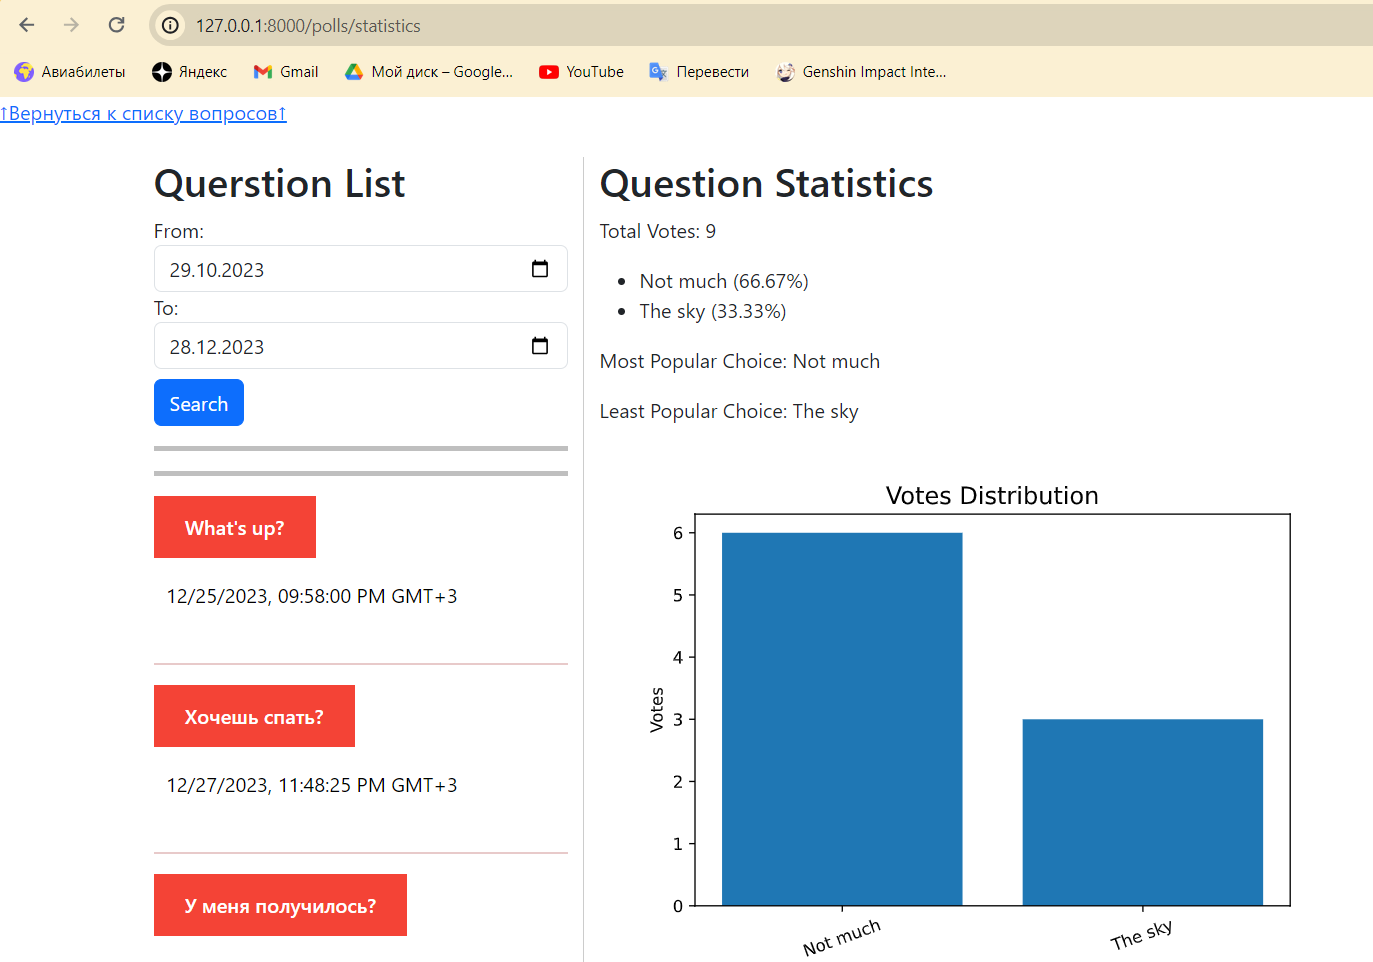 127.0.0.1:8000/polls/statistics
Авиабилеты Яндекс Gmail Мой диск – Google... YouTube Перевести Genshin Impact Inte...
↑Вернуться к списку вопросов↑
Querstion List
From:
29.10.2023
To:
28.12.2023
Search
What's up?
12/25/2023, 09:58:00 PM GMT+3
Хочешь спать?
12/27/2023, 11:48:25 PM GMT+3
У меня получилось?
Question Statistics
Total Votes: 9
Not much (66.67%)
The sky (33.33%)
Most Popular Choice: Not much
Least Popular Choice: The sky
Votes Distribution
Votes
6
5
4
3
2
1
0
Not much
The sky